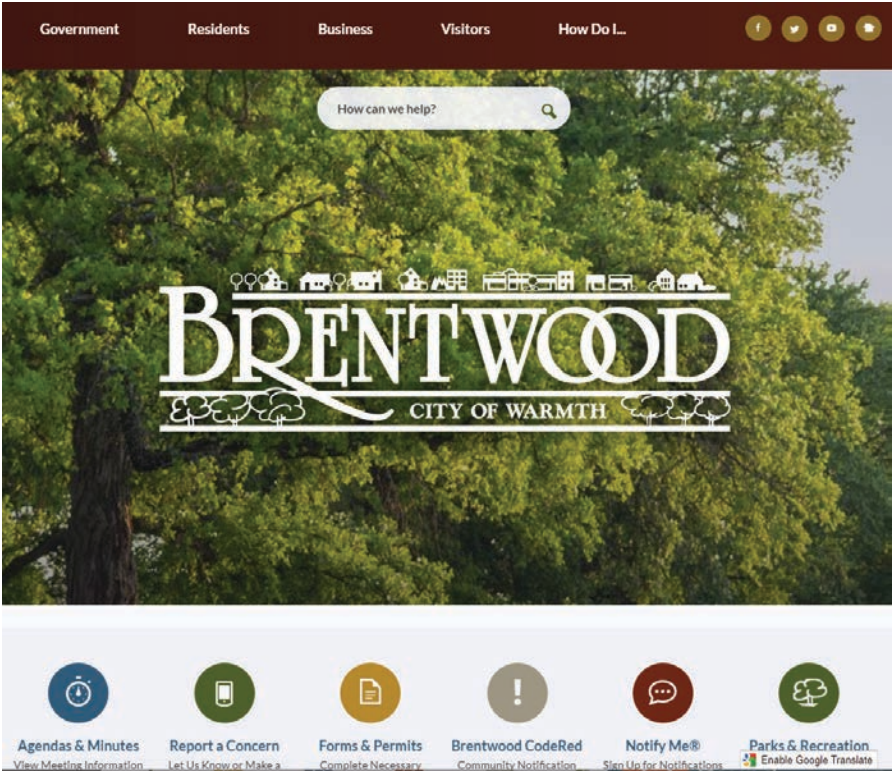 Government Residents Business Visitors How Do I...
How can we help?
BRENTWOOD
CITY OF WARMTH
Agendas & Minutes Report a Concern Forms & Permits Brentwood CodeRed Notify Me® Parks & Recreation
View Meeting Information Let Us Know or Make a Complete Necessary Community Notification Sign Up for Notifications
Enable Google Translate